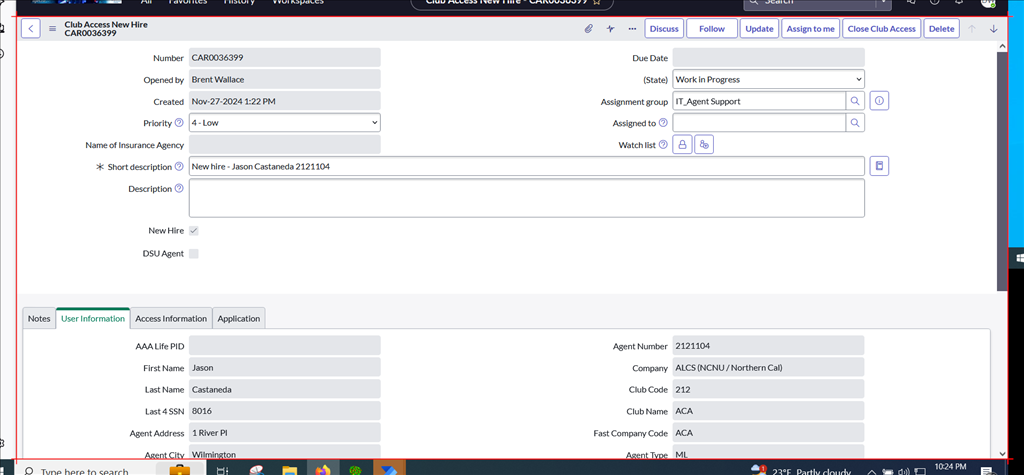 All Favorites History Workspaces Club Access New Hire - CAR0036399 Search
Club Access New Hire
CAR0036399
Discuss Follow Update Assign to me Close Club Access Delete
Number CAR0036399 Due Date
Opened by Brent Wallace (State) Work in Progress
Created Nov-27-2024 1:22 PM Assignment group IT_Agent Support
Priority 4 - Low Assigned to
Name of Insurance Agency Watch list
Short description New hire - Jason Castaneda 2121104
Description
New Hire
DSU Agent
Notes User Information Access Information Application
AAA Life PID Agent Number 2121104
First Name Jason Company ALCS (NCNU / Northern Cal)
Last Name Castaneda Club Code 212
Last 4 SSN 8016 Club Name ACA
Agent Address 1 River Pl Fast Company Code ACA
Agent City Wilmington Agent Type ML
Type here to search 23°F Partly cloudy 10:24 PM